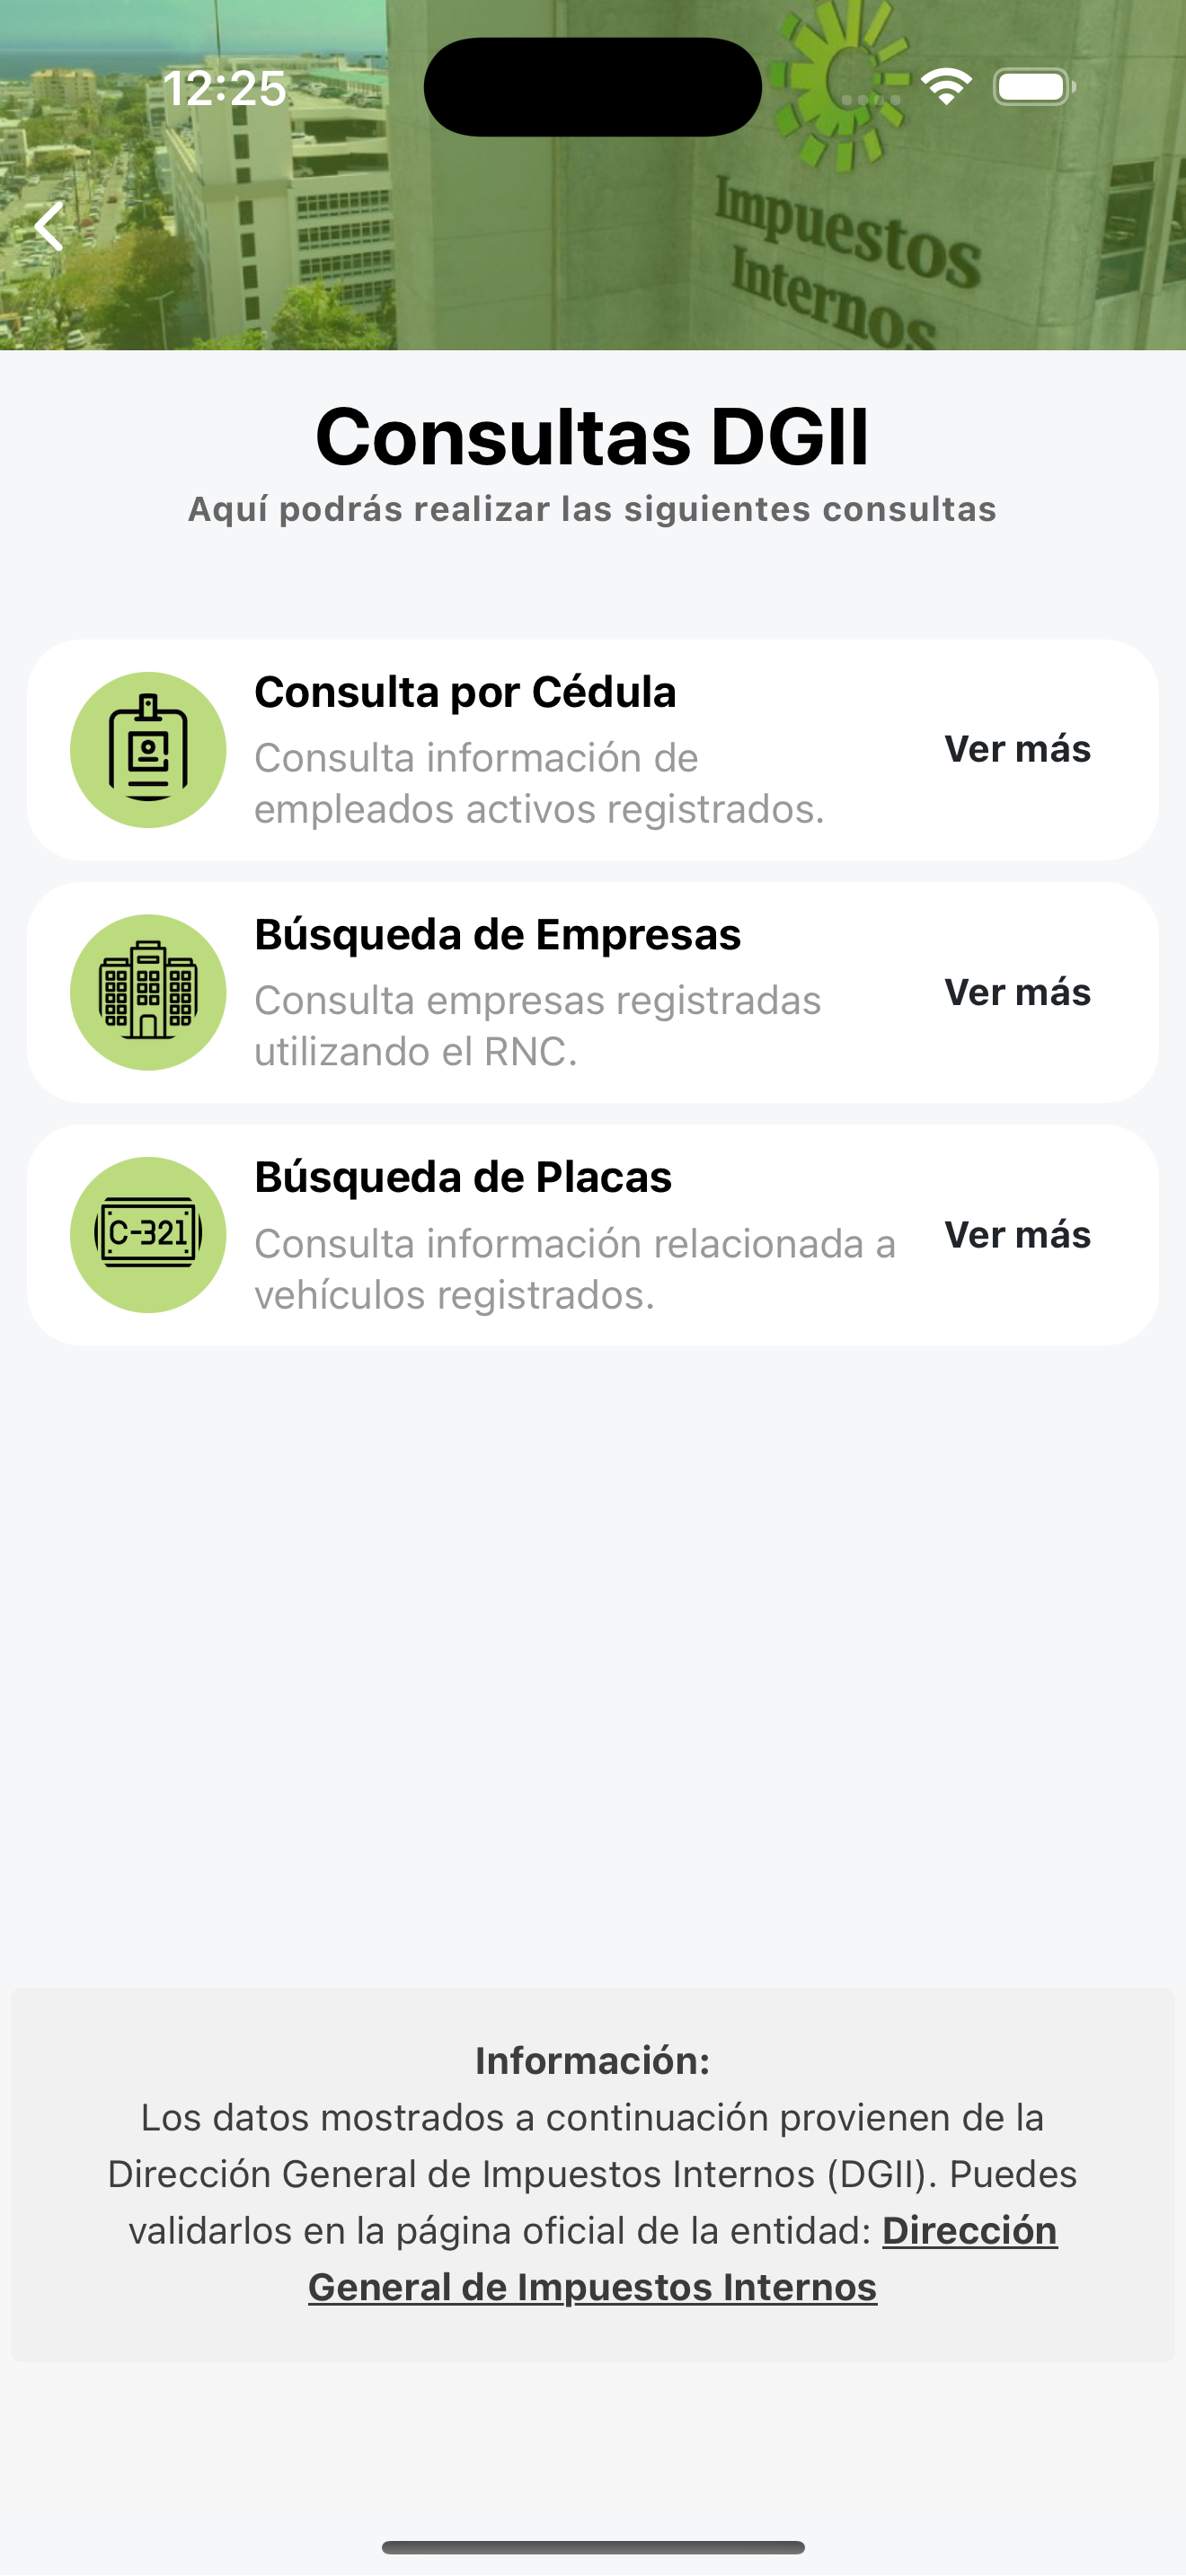 12:25
Impuestos
Internos
Consultas DGII
Aquí podrás realizar las siguientes consultas
Consulta por Cédula
Consulta información de
empleados activos registrados.
Ver más
Búsqueda de Empresas
Consulta empresas registradas
utilizando el RNC.
Ver más
C-321
Búsqueda de Placas
Consulta información relacionada a
vehículos registrados.
Ver más
Información:
Los datos mostrados a continuación provienen de la
Dirección General de Impuestos Internos (DGII). Puedes
validarlos en la página oficial de la entidad: Dirección
General de Impuestos Internos